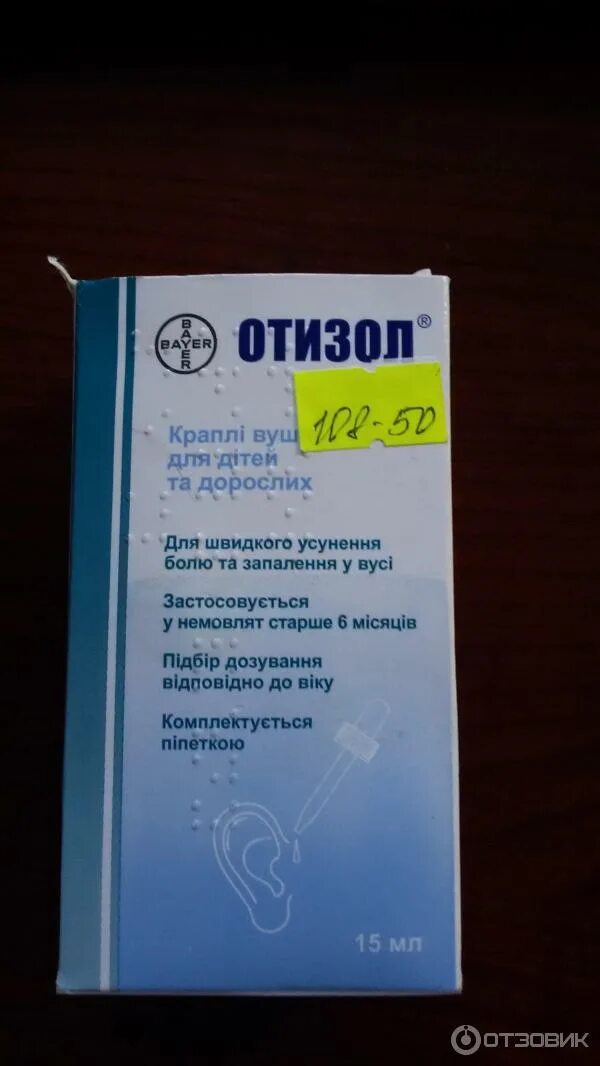 BAYER
BAYER
ОТИЗОЛ®
108-50
Краплі
для дітей
та дорослих
Для швидкого усунення
болю та запалення у вусі
Застосовується
у немовлят старше 6 місяців
Підбір дозування
відповідно до віку
Комплектується
піпеткою
15 мл
ОТЗОВИК